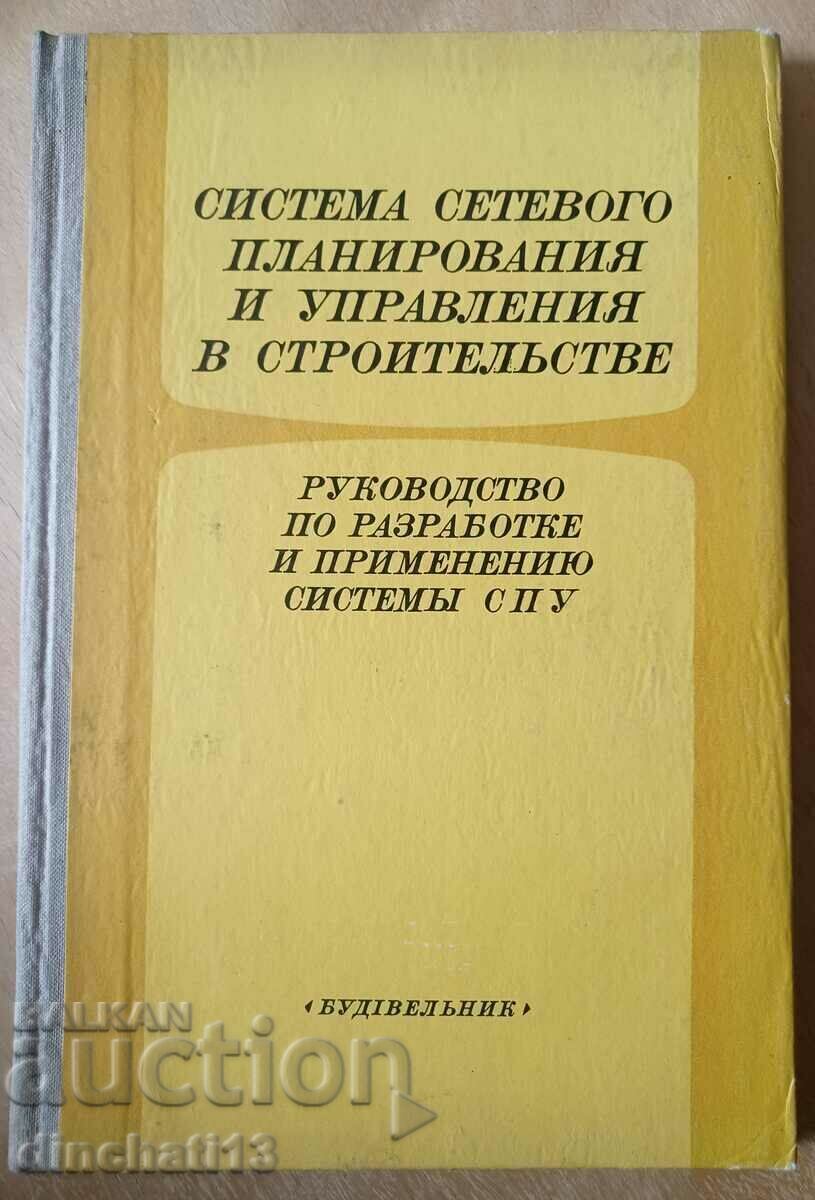 СИСТЕМА СЕТЕВОГО
ПЛАНИРОВАНИЯ
И УПРАВЛЕНИЯ
В СТРОИТЕЛЬСТВЕ
РУКОВОДСТВО
ПО РАЗРАБОТКЕ
И ПРИМЕНЕНИЮ
СИСТЕМЫ СПУ
‹БУДІВЕЛЬНИК›
BALKAN
auction
dinchati13